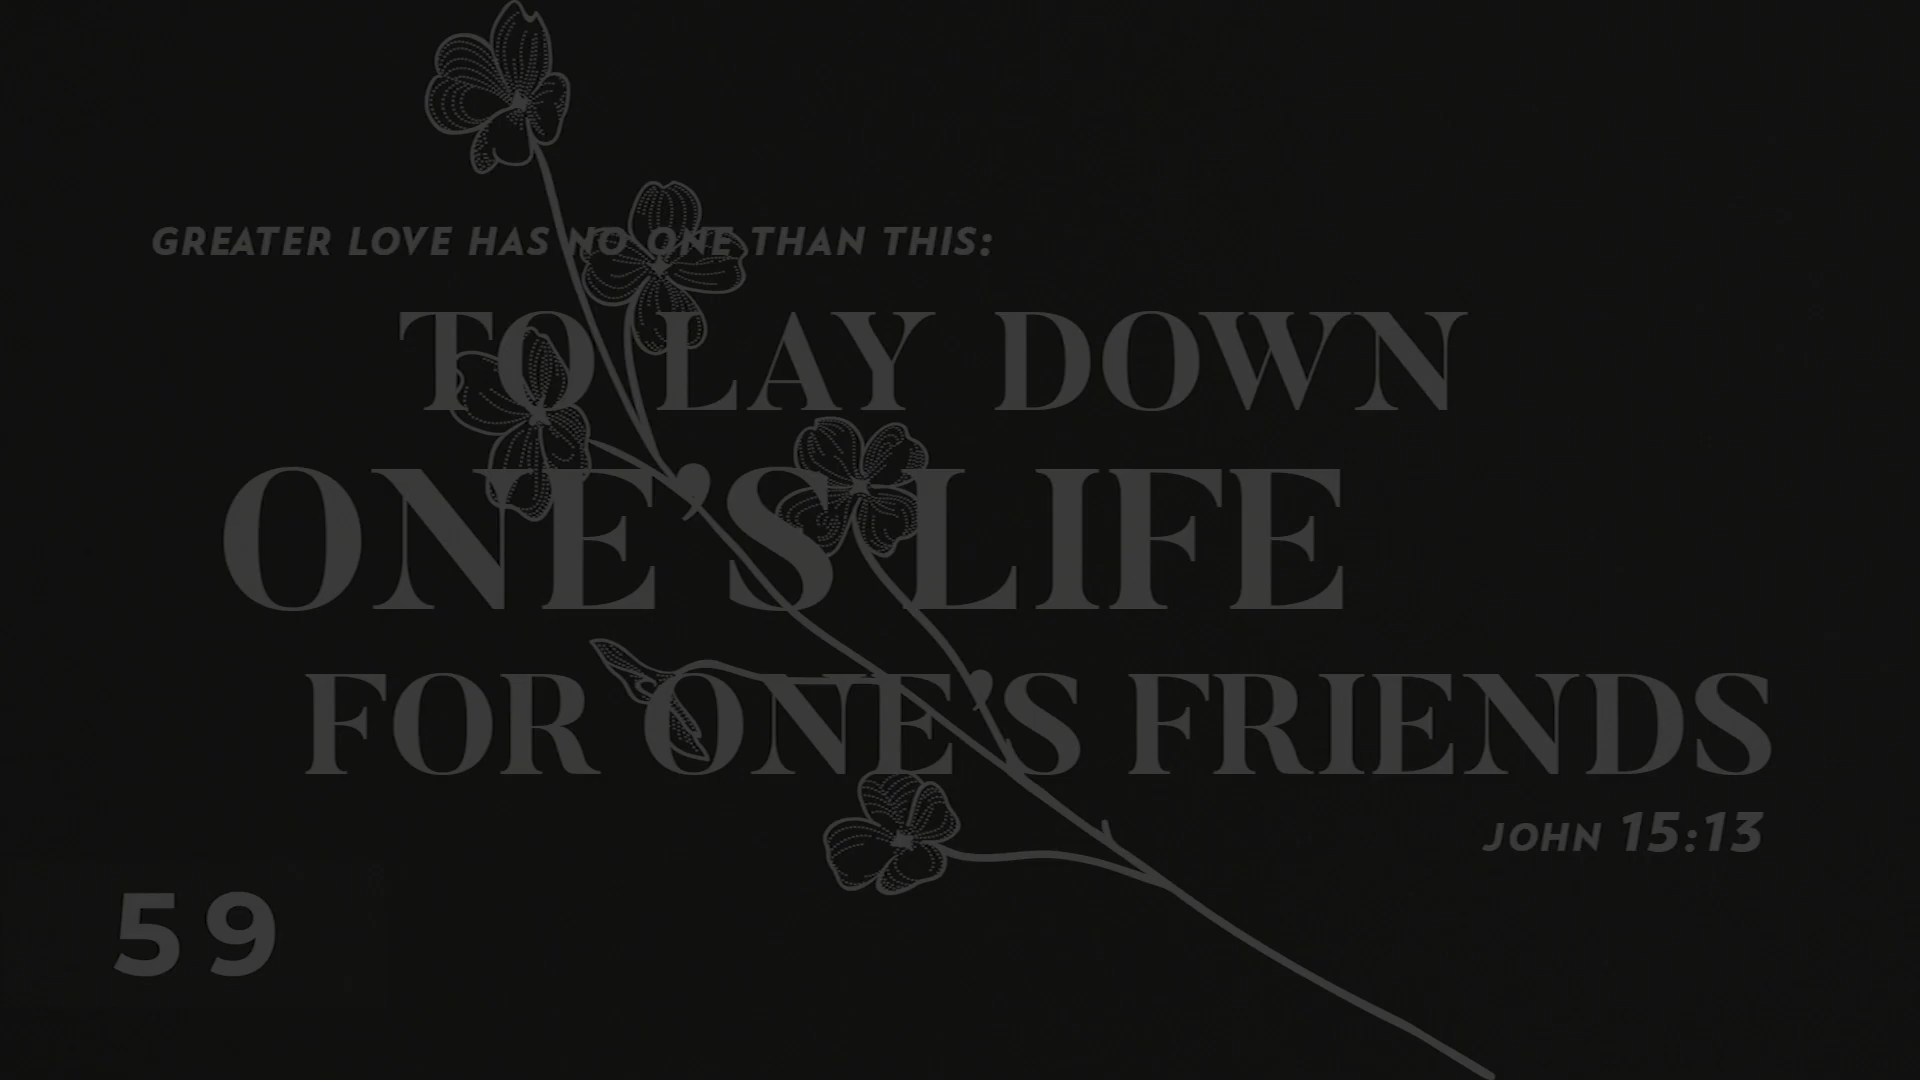 GREATER LOVE HAS NO ONE THAN THIS:
TO LAY DOWN
ONE’S LIFE
FOR ONE’S FRIENDS
JOHN 15:13
59